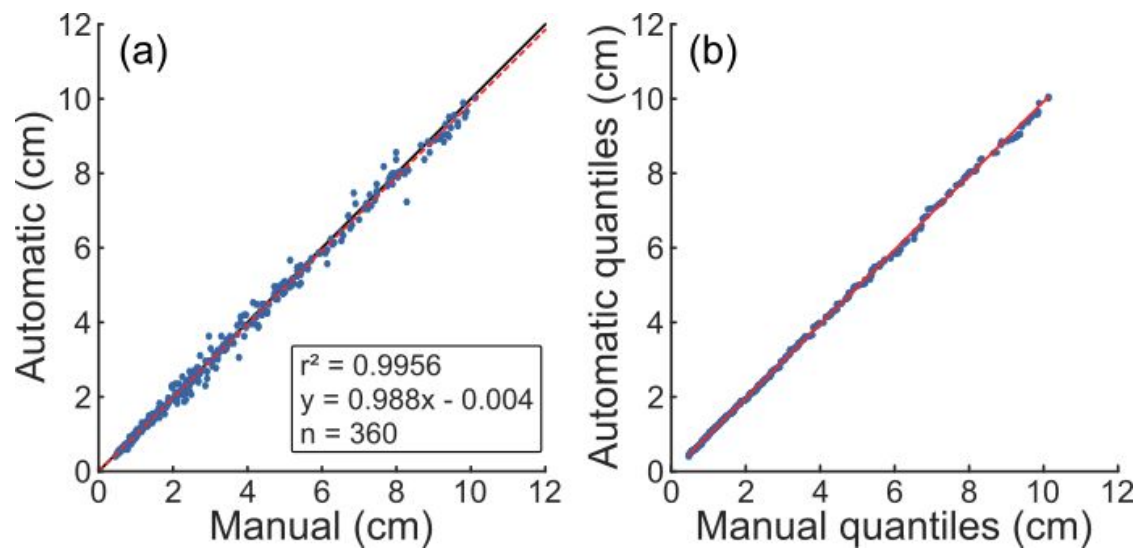 (a)
12
10
8
6
4
2
0
Automatic (cm)
r² = 0.9956
y = 0.988x - 0.004
n = 360
0 2 4 6 8 10 12
Manual (cm)
(b)
12
10
8
6
4
2
0
Automatic quantiles (cm)
0 2 4 6 8 10 12
Manual quantiles (cm)